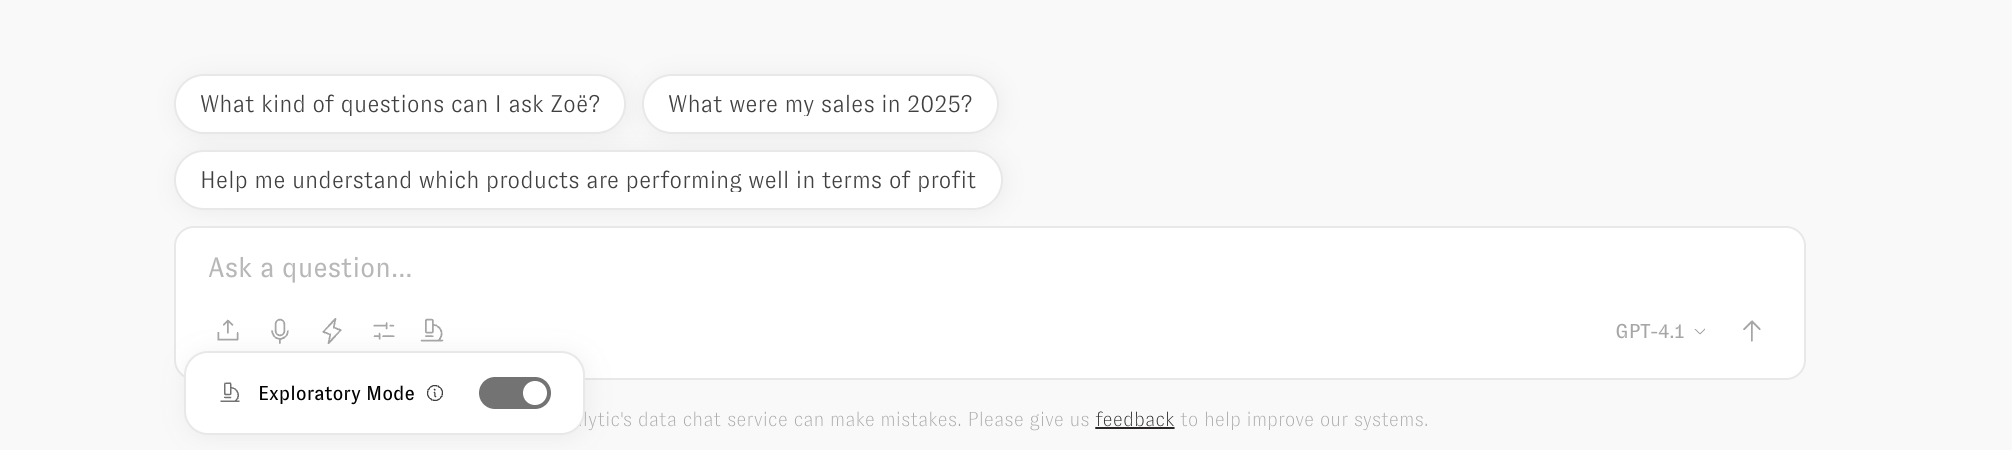 What kind of questions can I ask Zoë?
What were my sales in 2025?
Help me understand which products are performing well in terms of profit
Ask a question...
GPT-4.1
Exploratory Mode
data chat service can make mistakes. Please give us feedback to help improve our systems.